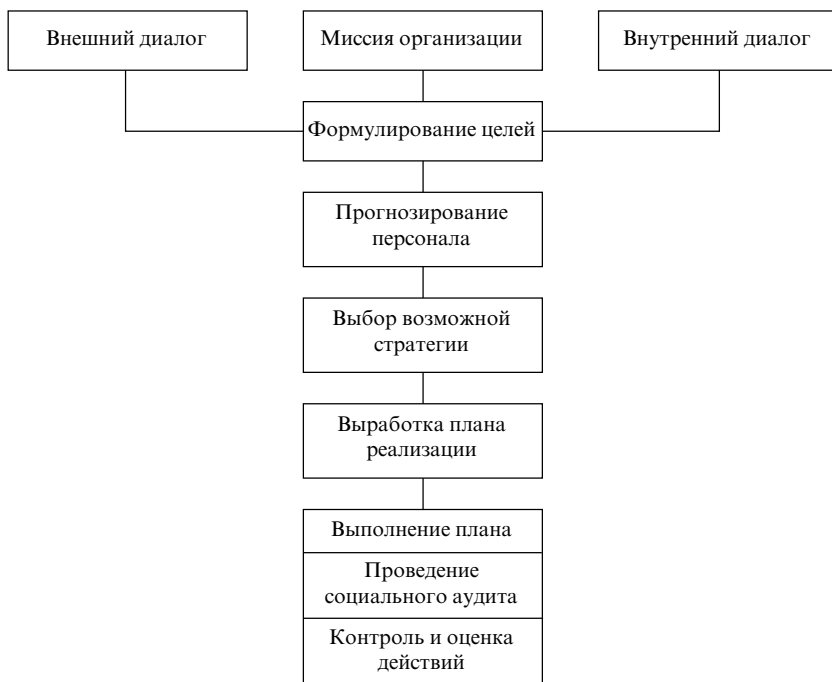 Внешний диалог
Миссия организации
Внутренний диалог
Формулирование целей
Прогнозирование
персонала
Выбор возможной
стратегии
Выработка плана
реализации
Выполнение плана
Проведение
социального аудита
Контроль и оценка
действий